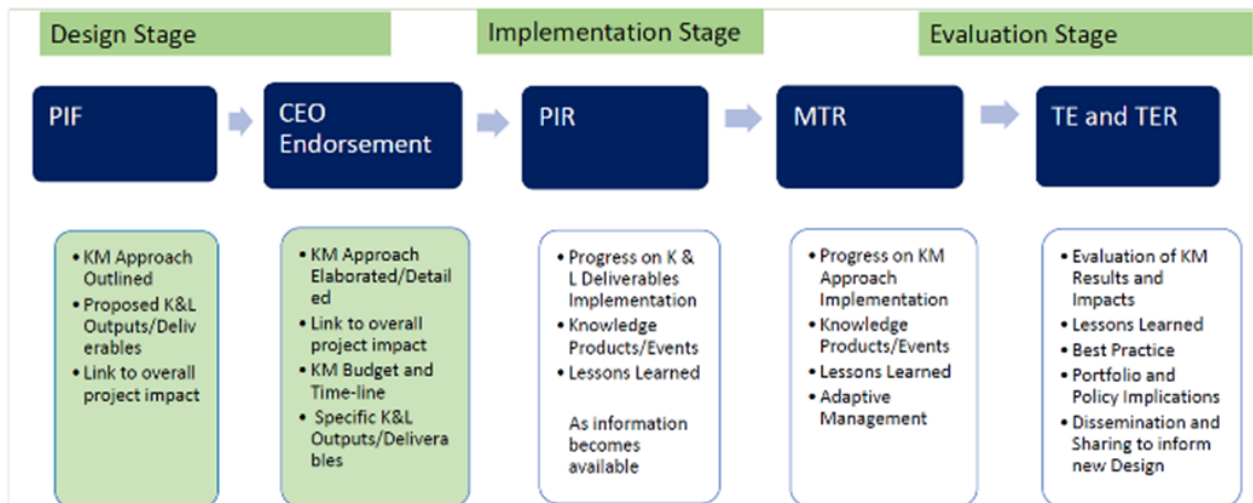 Design Stage
Implementation Stage
Evaluation Stage
PIF
CEO
Endorsement
PIR
MTR
TE and TER
• KM Approach
Outlined
• Proposed K&L
Outputs/Deliv
erables
• Link to overall
project impact
• KM Approach
Elaborated/Detail
ed
• Link to overall
project impact
• KM Budget and
Time-line
• Specific K&L
Outputs/Delivera
bles
• Progress on K &
L Deliverables
Implementation
• Knowledge
Products/Events
• Lessons Learned
As information
becomes
available
• Progress on KM
Approach
Implementation
• Knowledge
Products/Events
• Lessons Learned
• Adaptive
Management
• Evaluation of KM
Results and
Impacts
• Lessons Learned
• Best Practice
• Portfolio and
Policy Implications
• Dissemination and
Sharing to inform
new Design